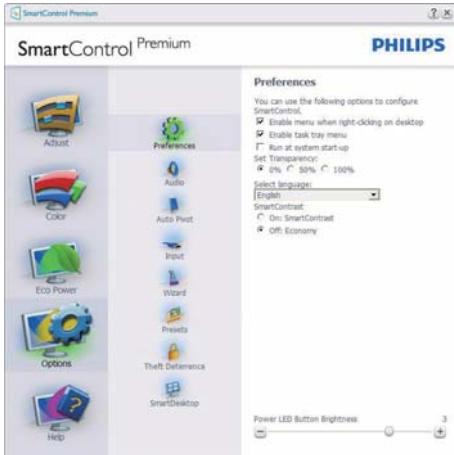 SmartControl Premium
SmartControl Premium
PHILIPS
Adjust
Color
Eco Power
Options
Help
Preferences
Audio
Auto Pivot
Input
Wizard
Presets
Theft Deterrence
SmartDesktop
Preferences
You can use the following options to configure
SmartControl.
Enable menu when right-clicking on desktop
Enable task tray menu
Run at system start-up
Set Transparency:
0% 50% 100%
Select language:
English
SmartContrast
On: SmartContrast
Off: Economy
Power LED Button Brightness 3